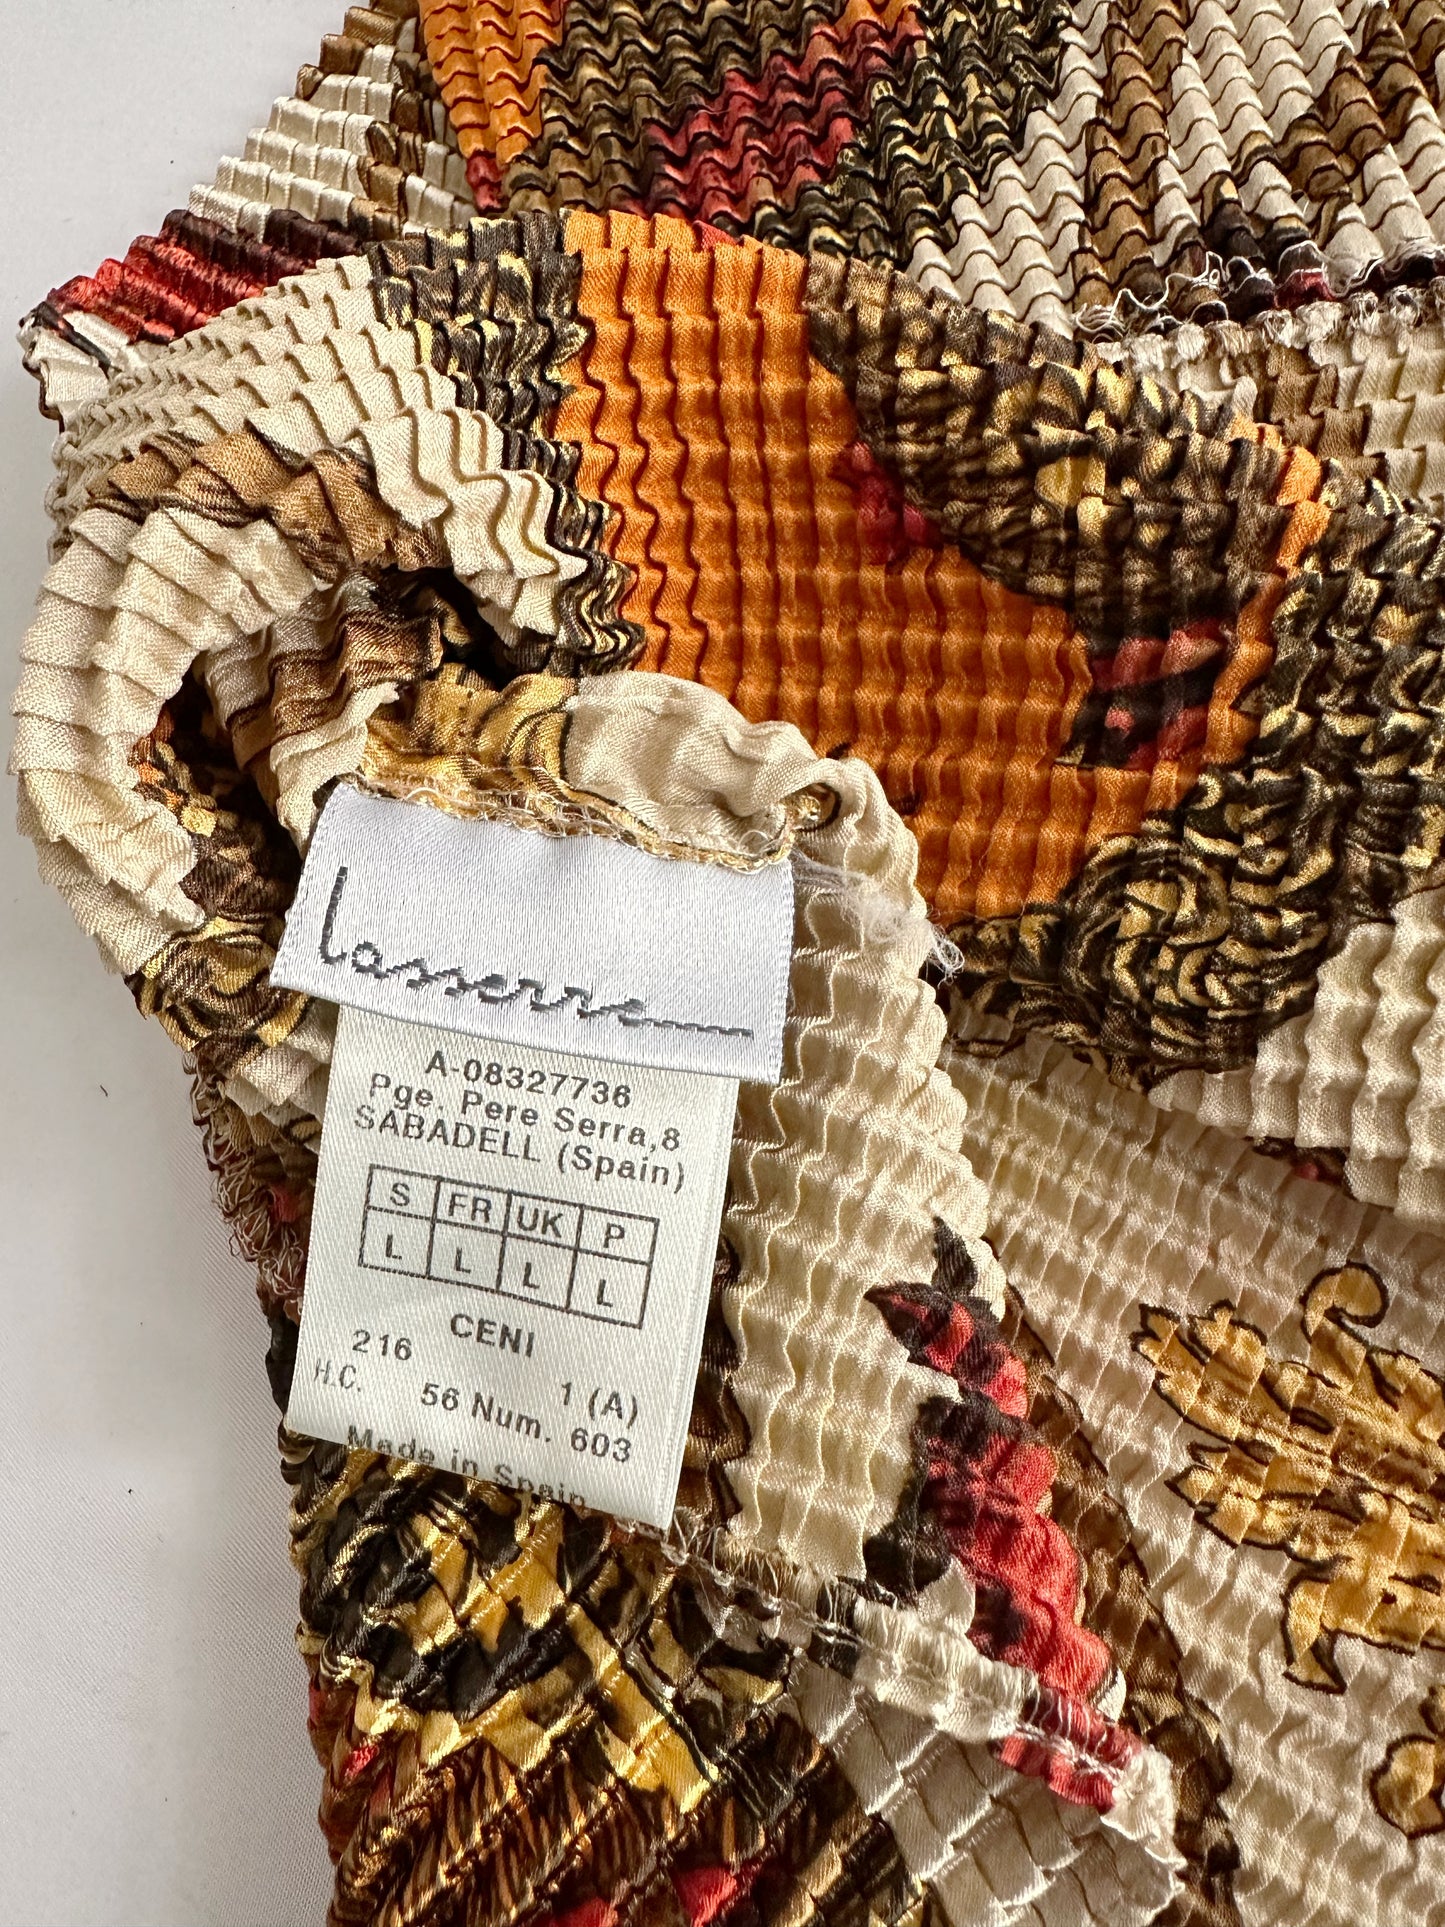 Lasserre
A-08327736
Pge. Pere Serra,8
SABADELL (Spain)
S FR UK P
L L L L
CENI
216
H.C. 1 (A)
56 Num. 603
Made in Spain